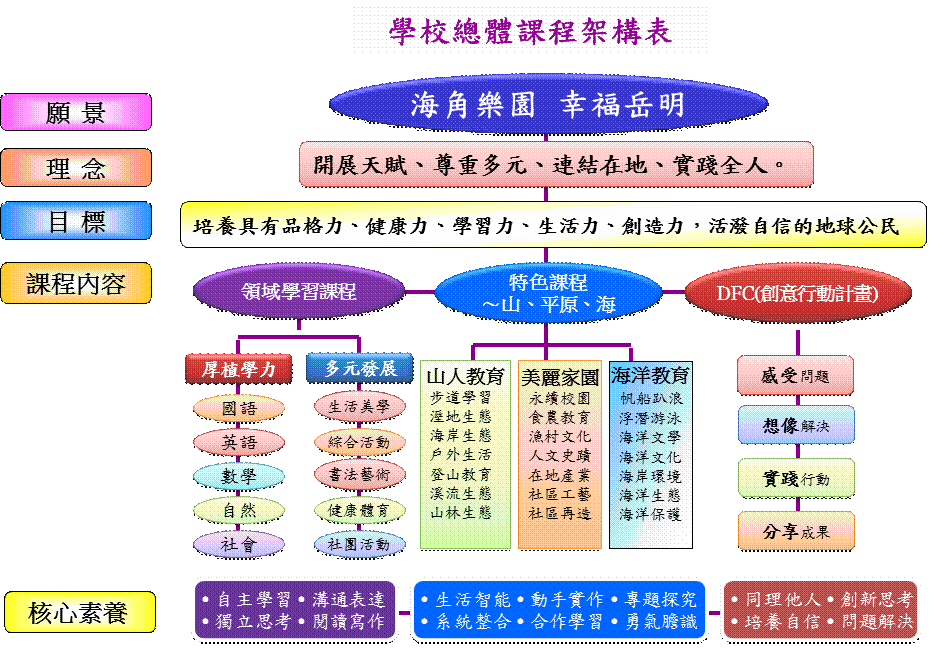 學校總體課程架構表
願景
海角樂園 幸福岳明
理念
開展天賦、尊重多元、連結在地、實踐全人。
目標
培養具有品格力、健康力、學習力、生活力、創造力，活潑自信的地球公民
課程內容
領域學習課程
特色課程
～山、平原、海
DFC(創意行動計畫)
厚植學力
國語
英語
數學
自然
社會
多元發展
生活美學
綜合活動
書法藝術
健康體育
社團活動
山人教育
步道學習
溼地生態
海岸生態
戶外生活
登山教育
溪流生態
山林生態
美麗家園
永續校園
食農教育
漁村文化
人文史蹟
在地產業
社區工藝
社區再造
海洋教育
帆船趴浪
浮潛游泳
海洋文學
海洋文化
海岸環境
海洋生態
海洋保護
感受問題
想像解決
實踐行動
分享成果
核心素養
•自主學習•溝通表達
•獨立思考•閱讀寫作
•生活智能•動手實作•專題探究
•系統整合•合作學習•勇氣膽識
•同理他人•創新思考
•培養自信•問題解決